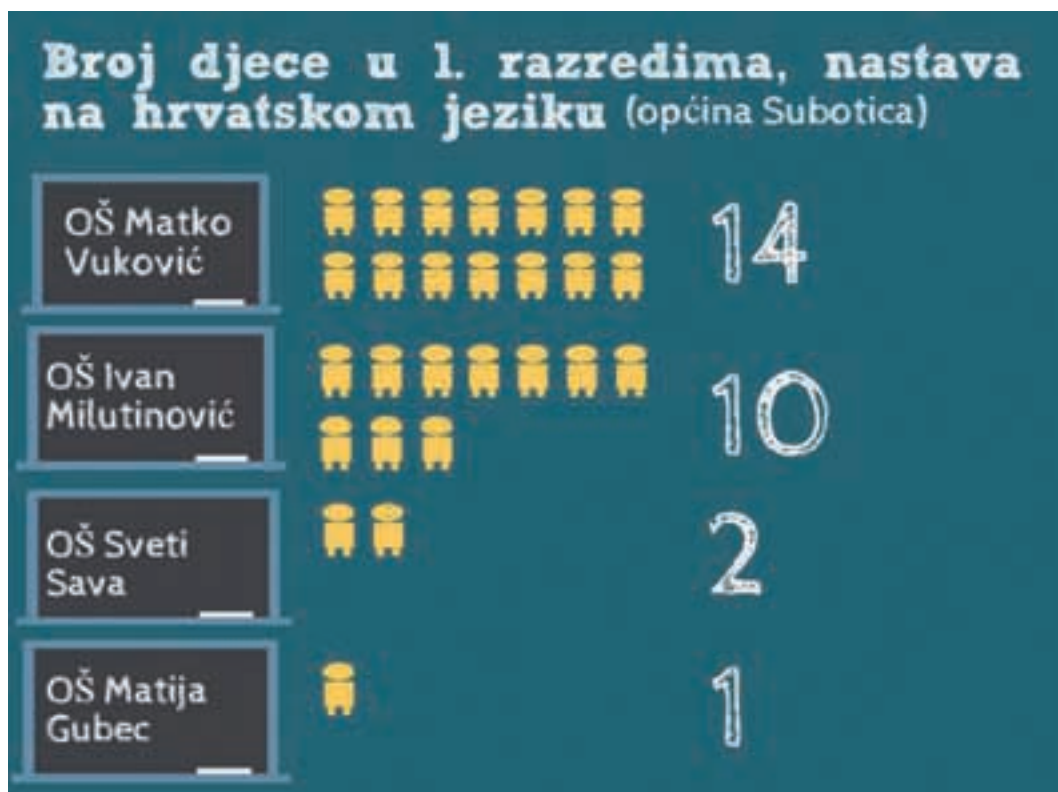 Broj djece u 1. razredima, nastava
na hrvatskom jeziku (općina Subotica)
OŠ Matko
Vuković
14
OŠ Ivan
Milutinović
10
OŠ Sveti
Sava
2
OŠ Matija
Gubec
1